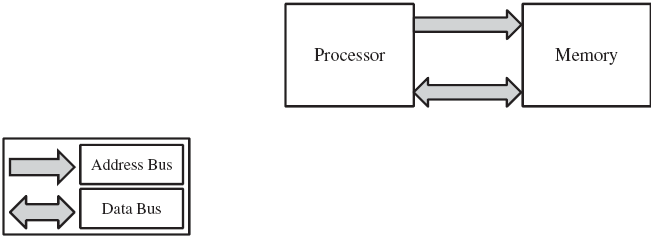 Processor
Memory
Address Bus
Data Bus